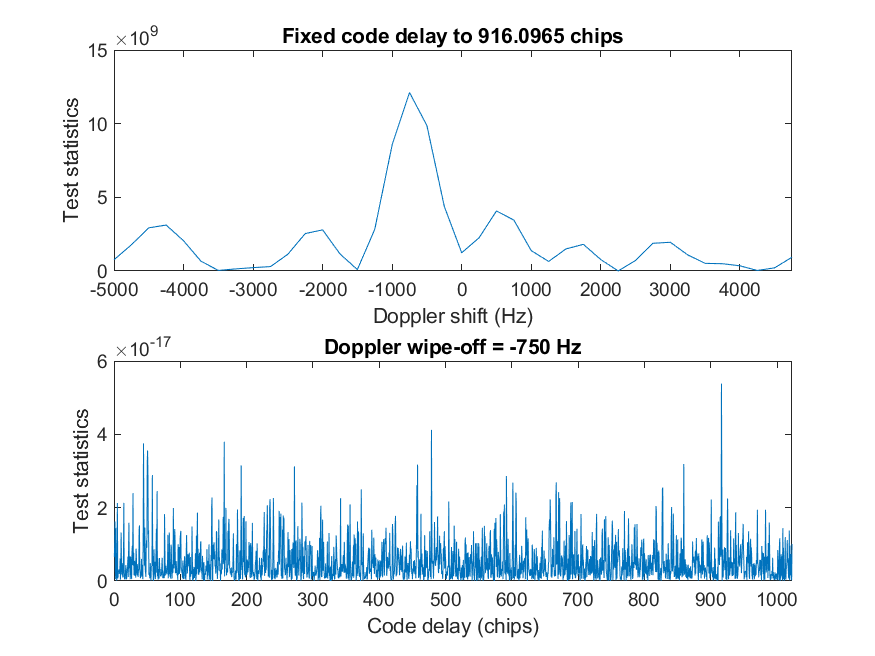 Fixed code delay to 916.0965 chips
×10^9
15
10
5
0
Test statistics
-5000 -4000 -3000 -2000 -1000 0 1000 2000 3000 4000
Doppler shift (Hz)
Doppler wipe-off = -750 Hz
×10^-17
6
4
2
0
Test statistics
0 100 200 300 400 500 600 700 800 900 1000
Code delay (chips)